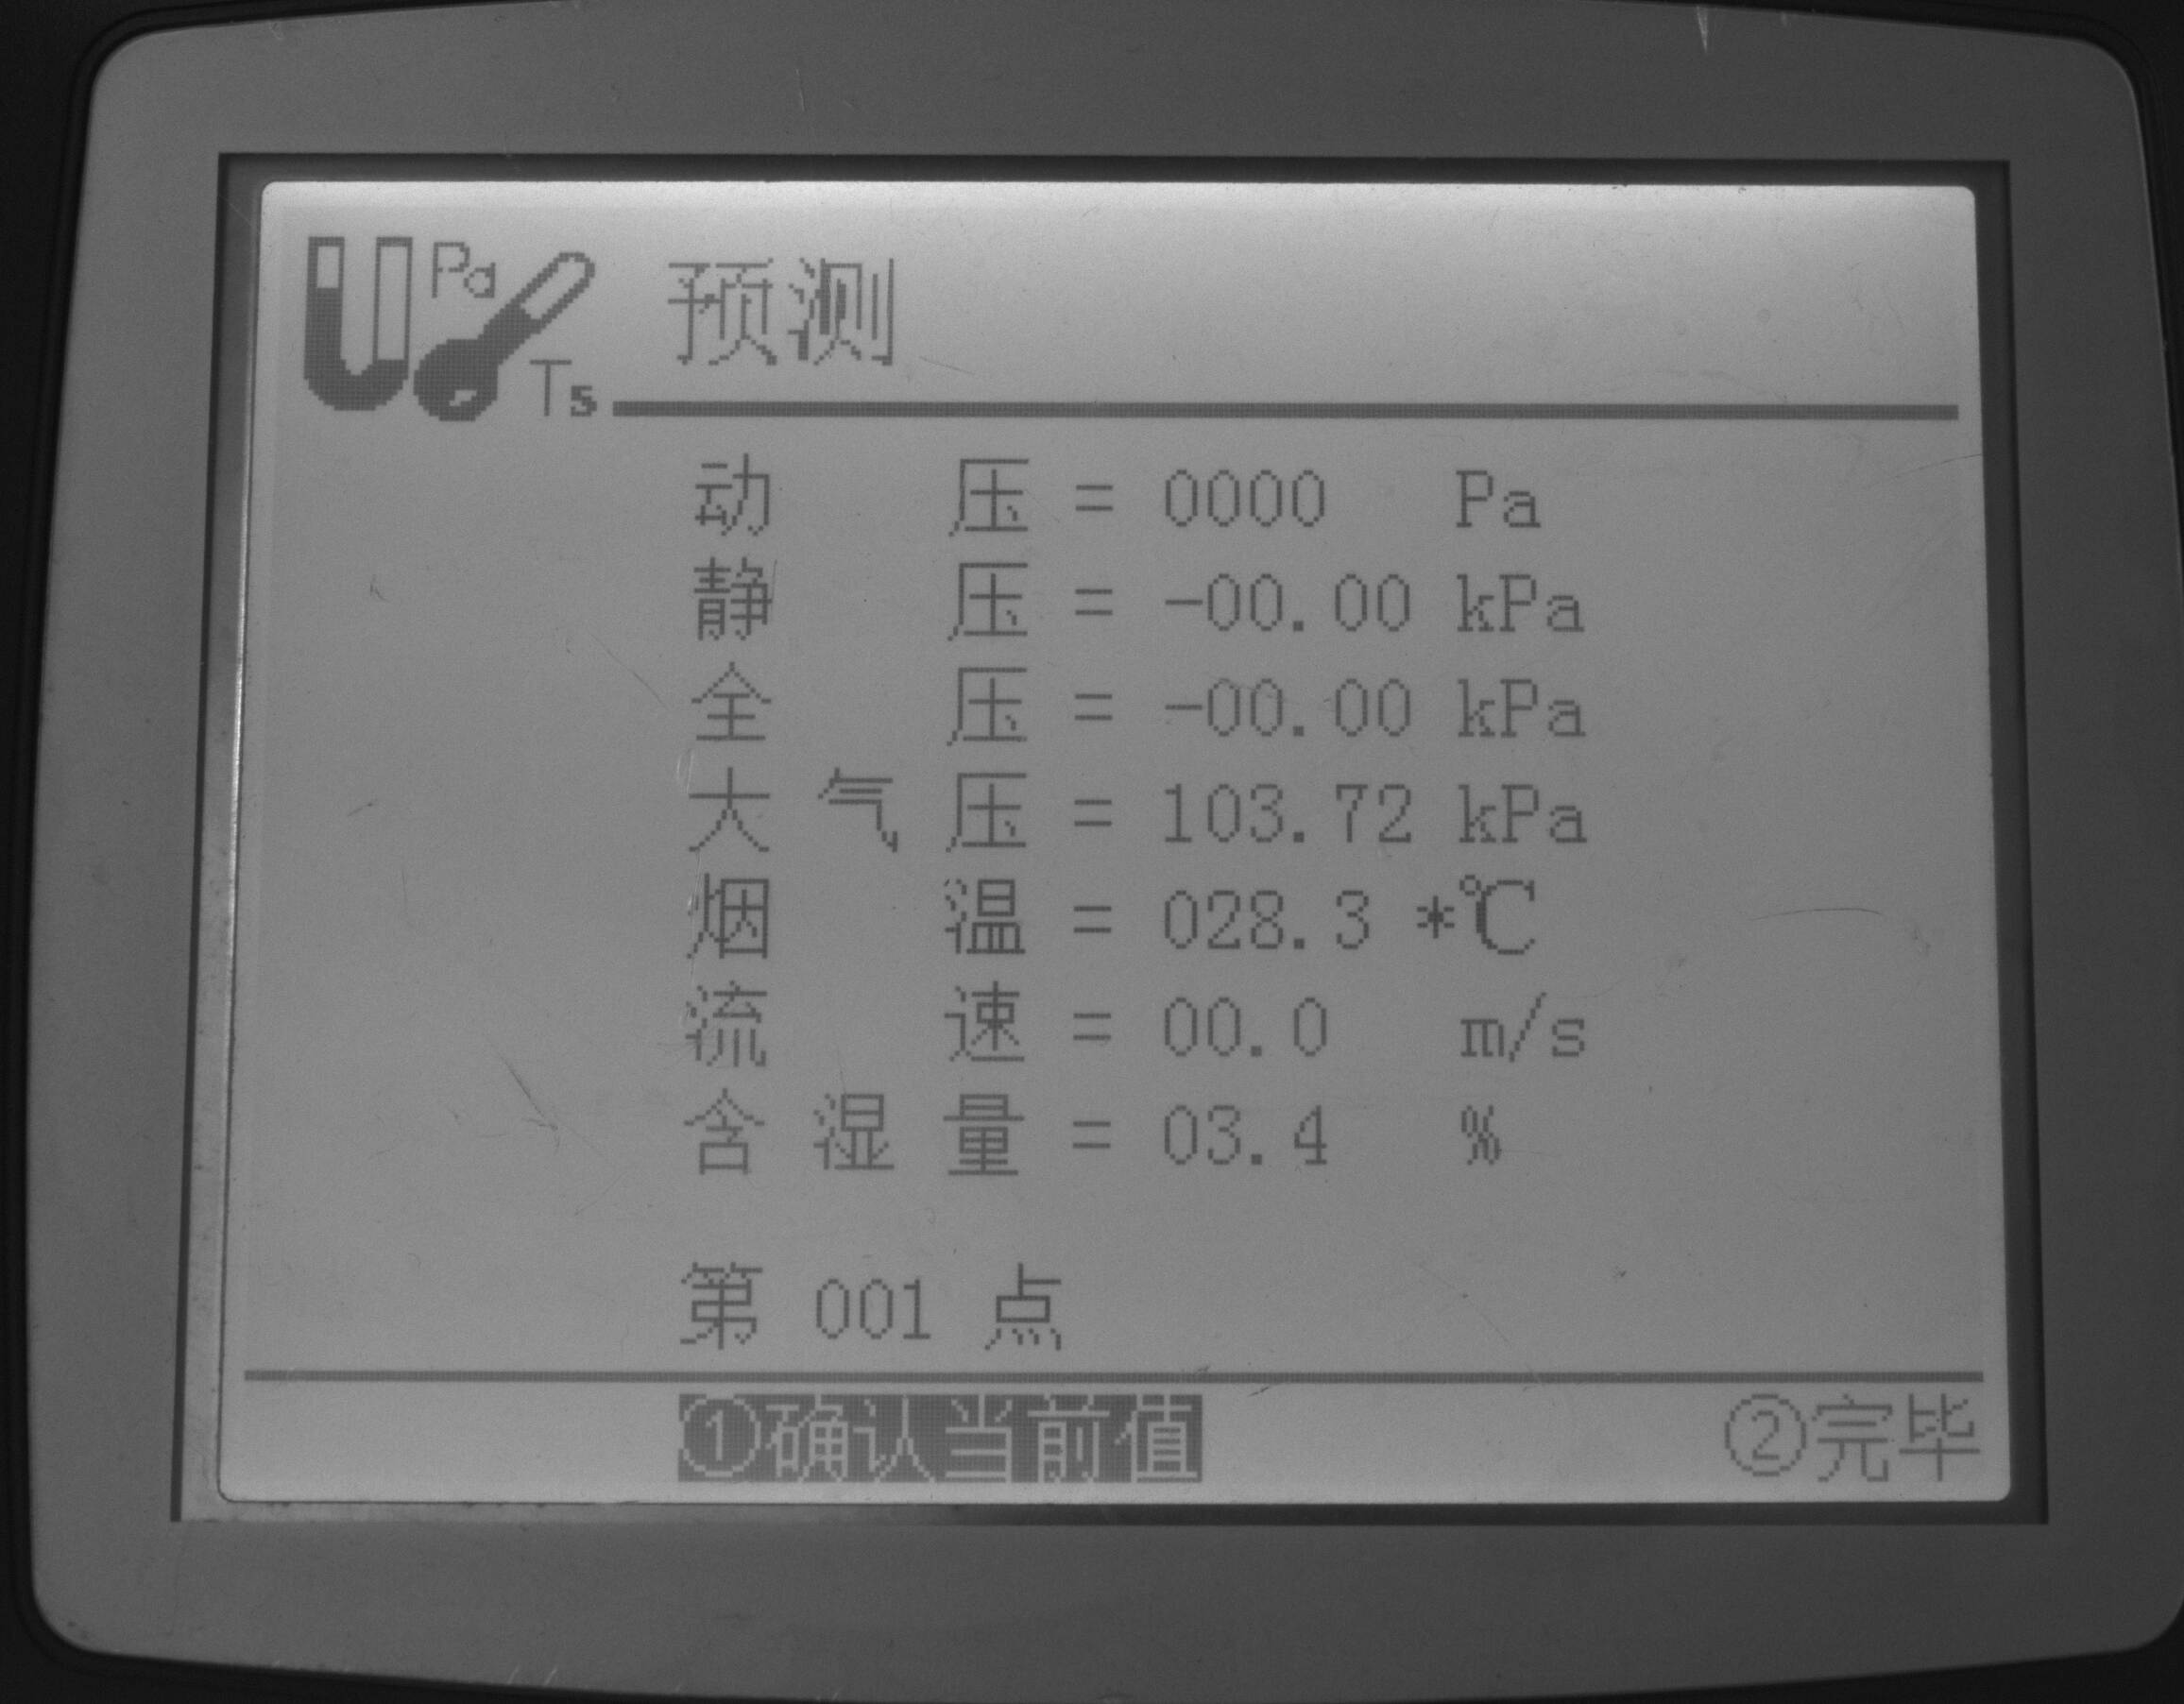 Pa Ts 预测
动 压 = 0000 Pa
静 压 = -00.00 kPa
全 压 = -00.00 kPa
大 气 压 = 103.72 kPa
烟 温 = 028.3 *℃
流 速 = 00.0 m/s
含 湿 量 = 03.4 %
第 001 点
①确认当前值 ②完毕